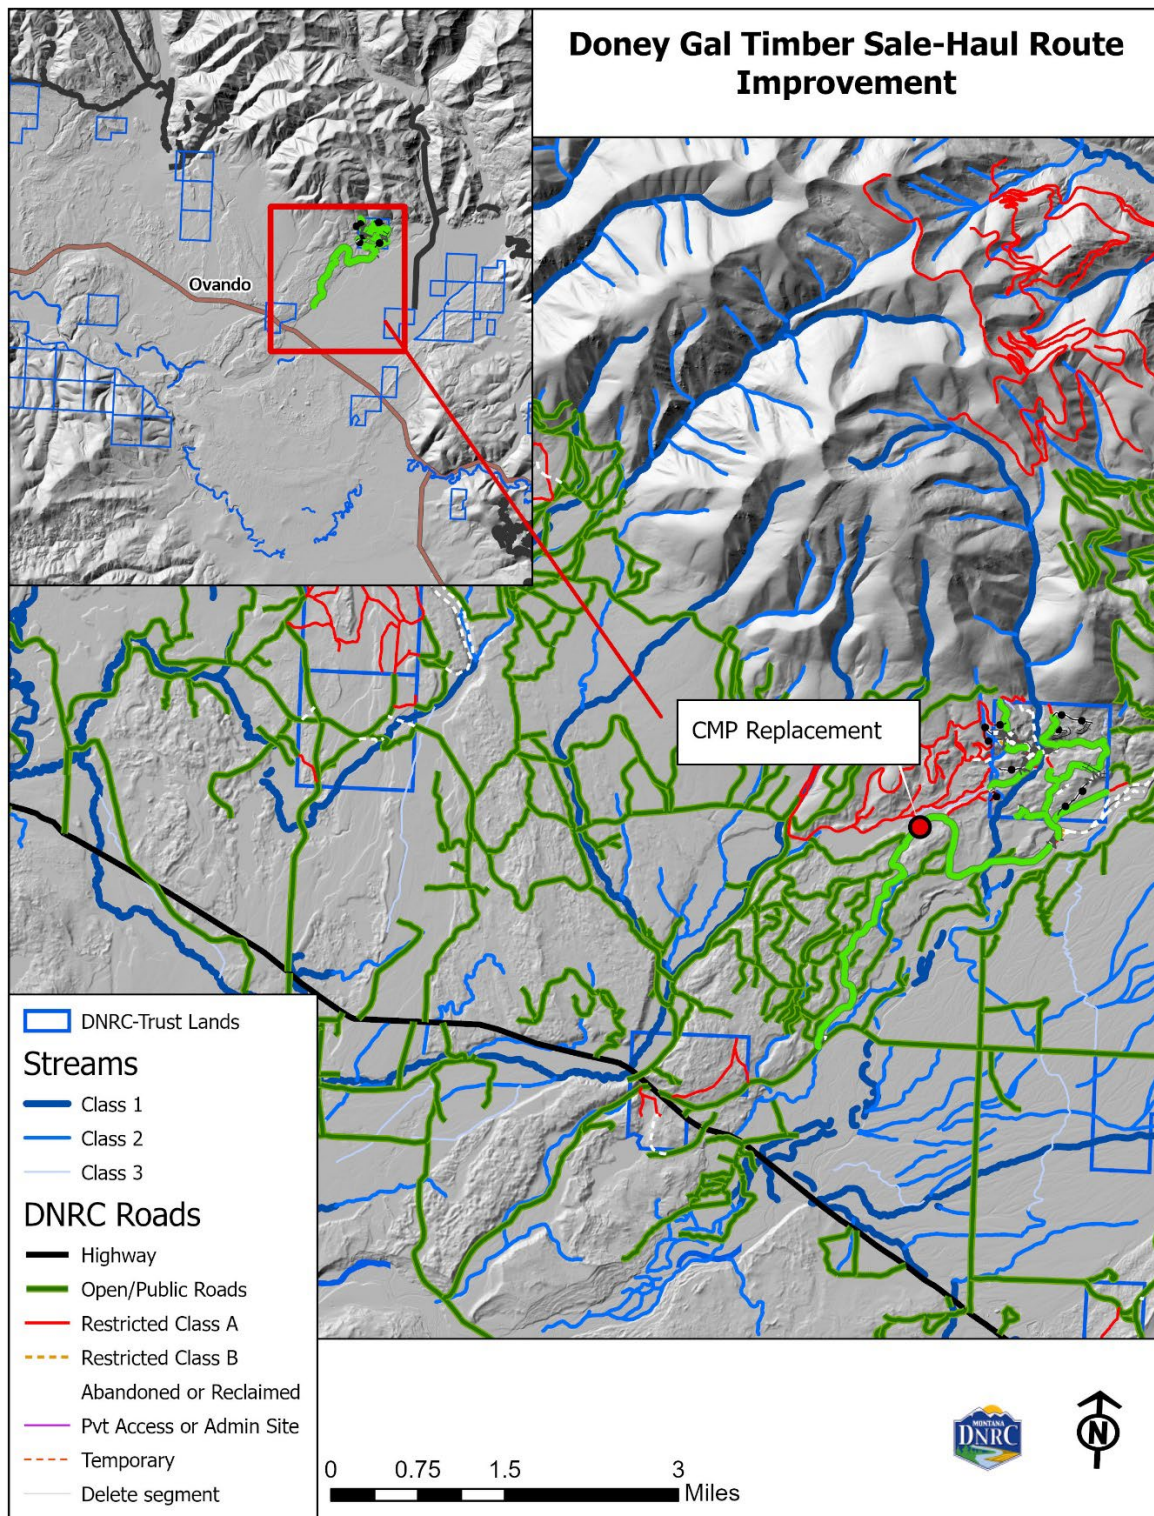 Doney Gal Timber Sale-Haul Route
Improvement
Ovando
CMP Replacement
DNRC-Trust Lands
Streams
Class 1
Class 2
Class 3
DNRC Roads
Highway
Open/Public Roads
Restricted Class A
Restricted Class B
Abandoned or Reclaimed
Pvt Access or Admin Site
Temporary
Delete segment
0 0.75 1.5 3
Miles
MONTANA
DNRC
N